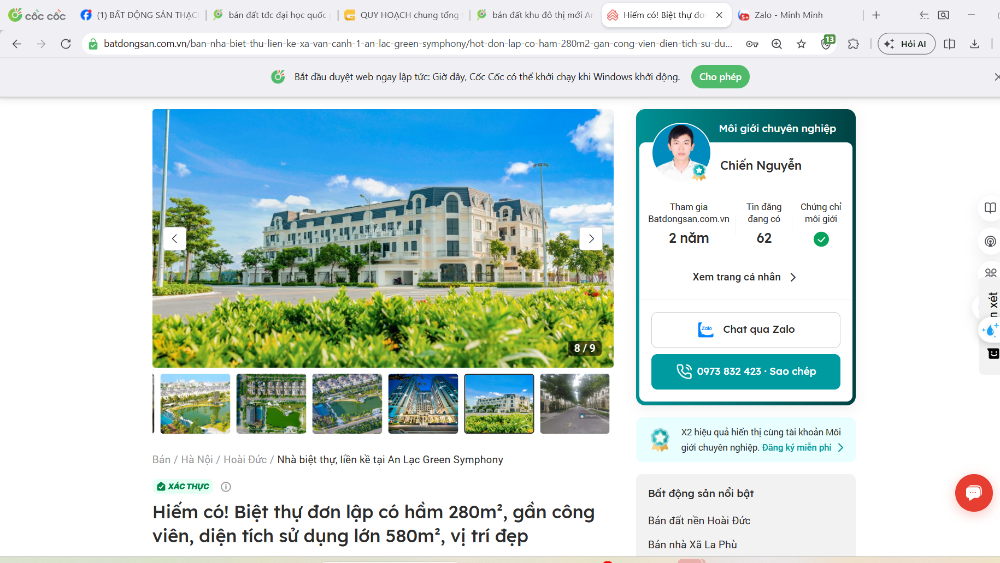 cốc cốc
(1) BẤT ĐỘNG SẢN THẠCH
bán đất tđc đại học quốc g
QUY HOẠCH chung tổng t
bán đất khu đô thị mới An
Hiếm có! Biệt thự đơn
Zalo - Minh Minh
batdongsan.com.vn/ban-nha-biet-thu-lien-ke-xa-van-canh-1-an-lac-green-symphony/hot-don-lap-co-ham-280m2-gan-cong-vien-dien-tich-su-du...
13
Hỏi AI
Bắt đầu duyệt web ngay lập tức: Giờ đây, Cốc Cốc có thể khởi chạy khi Windows khởi động.
Cho phép
Batdongsan
8 / 9
Môi giới chuyên nghiệp
Chiến Nguyễn
Tham gia
Batdongsan.com.vn
2 năm
Tin đăng
đang có
62
Chứng chỉ
môi giới
Xem trang cá nhân
Zalo
Chat qua Zalo
0973 832 423 · Sao chép
X2 hiệu quả hiển thị cùng tài khoản Môi
giới chuyên nghiệp. Đăng ký miễn phí
n xét
Bán / Hà Nội / Hoài Đức / Nhà biệt thự, liền kề tại An Lạc Green Symphony
XÁC THỰC
Hiếm có! Biệt thự đơn lập có hầm 280m², gần công
viên, diện tích sử dụng lớn 580m², vị trí đẹp
Bất động sản nổi bật
Bán đất nền Hoài Đức
Bán nhà Xã La Phù